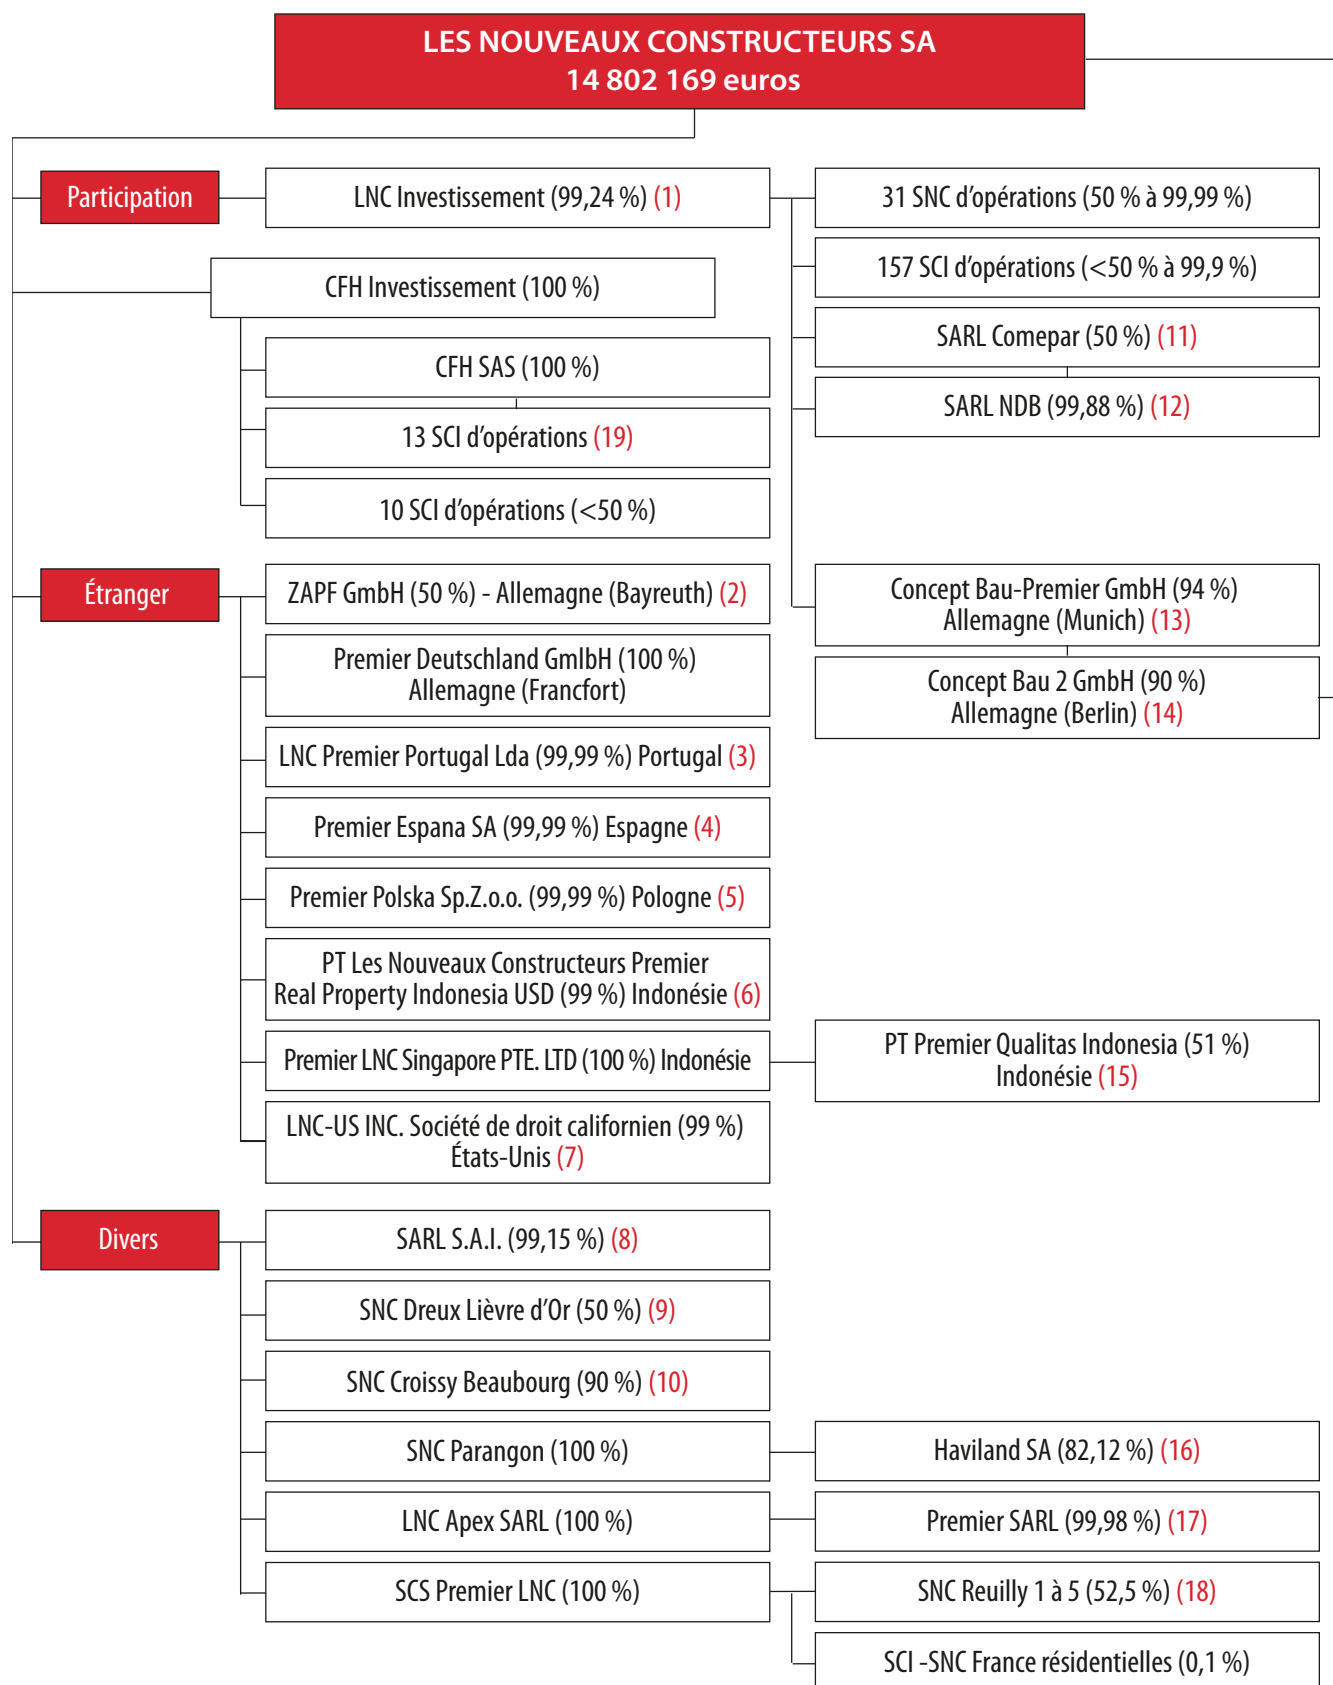 LES NOUVEAUX CONSTRUCTEURS SA
14 802 169 euros
Participation
LNC Investissement (99,24 %) (1)
31 SNC d'opérations (50 % à 99,99 %)
157 SCI d'opérations (<50 % à 99,9 %)
SARL Comepar (50 %) (11)
SARL NDB (99,88 %) (12)
CFH Investissement (100 %)
CFH SAS (100 %)
13 SCI d'opérations (19)
10 SCI d'opérations (<50 %)
Étranger
ZAPF GmbH (50 %) - Allemagne (Bayreuth) (2)
Concept Bau-Premier GmbH (94 %)
Allemagne (Munich) (13)
Premier Deutschland GmlbH (100 %)
Allemagne (Francfort)
Concept Bau 2 GmbH (90 %)
Allemagne (Berlin) (14)
LNC Premier Portugal Lda (99,99 %) Portugal (3)
Premier Espana SA (99,99 %) Espagne (4)
Premier Polska Sp.Z.o.o. (99,99 %) Pologne (5)
PT Les Nouveaux Constructeurs Premier
Real Property Indonesia USD (99 %) Indonésie (6)
Premier LNC Singapore PTE. LTD (100 %) Indonésie
PT Premier Qualitas Indonesia (51 %)
Indonésie (15)
LNC-US INC. Société de droit californien (99 %)
États-Unis (7)
Divers
SARL S.A.I. (99,15 %) (8)
SNC Dreux Lièvre d'Or (50 %) (9)
SNC Croissy Beaubourg (90 %) (10)
SNC Parangon (100 %)
Haviland SA (82,12 %) (16)
LNC Apex SARL (100 %)
Premier SARL (99,98 %) (17)
SCS Premier LNC (100 %)
SNC Reuilly 1 à 5 (52,5 %) (18)
SCI -SNC France résidentielles (0,1 %)